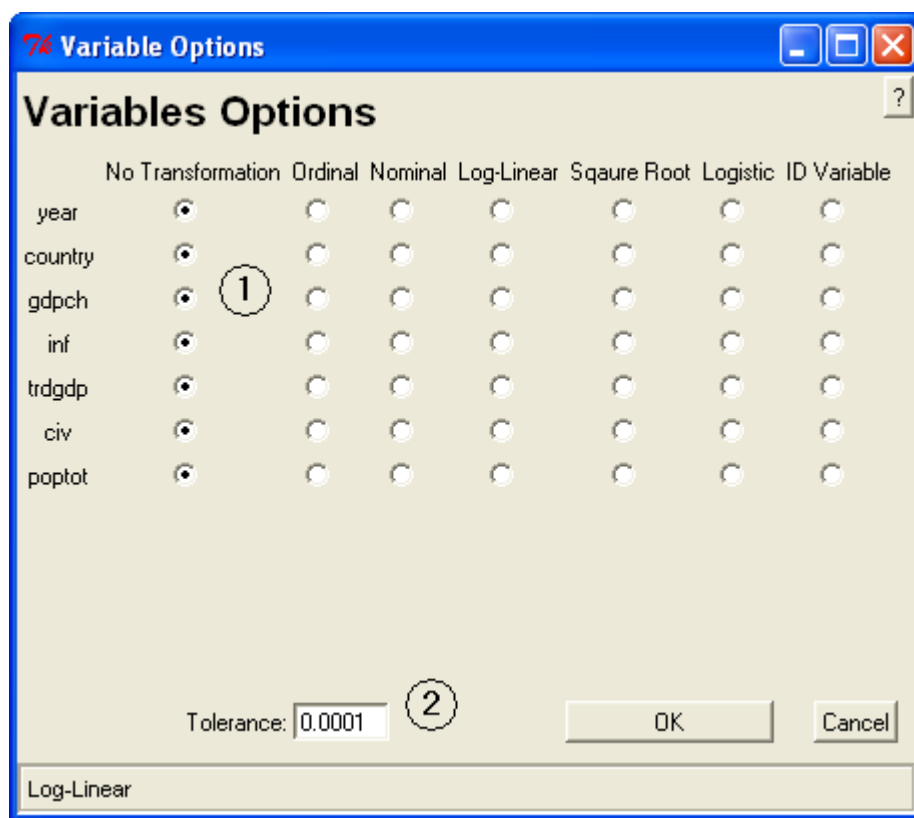 7% Variable Options
Variables Options
?
No Transformation Ordinal Nominal Log-Linear Sqaure Root Logistic ID Variable
year
country
1
gdpch
inf
trdgdp
civ
poptot
2
Tolerance: 0.0001 OK Cancel
Log-Linear